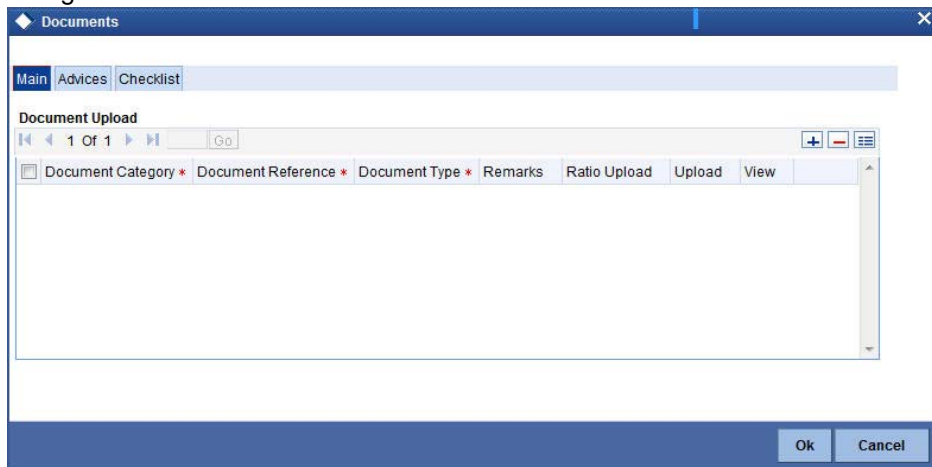 Documents
Main Advices Checklist
Document Upload
1 Of 1 Go
Document Category * Document Reference * Document Type * Remarks Ratio Upload Upload View
Ok Cancel